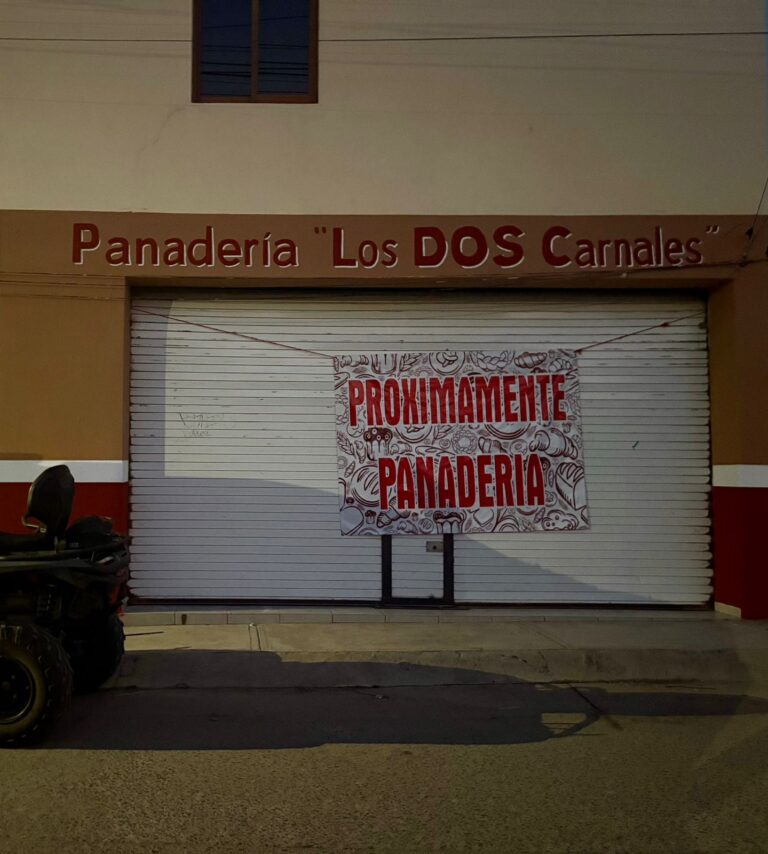 Panadería "Los DOS Carnales"
PROXIMAMENTE
PANADERIA